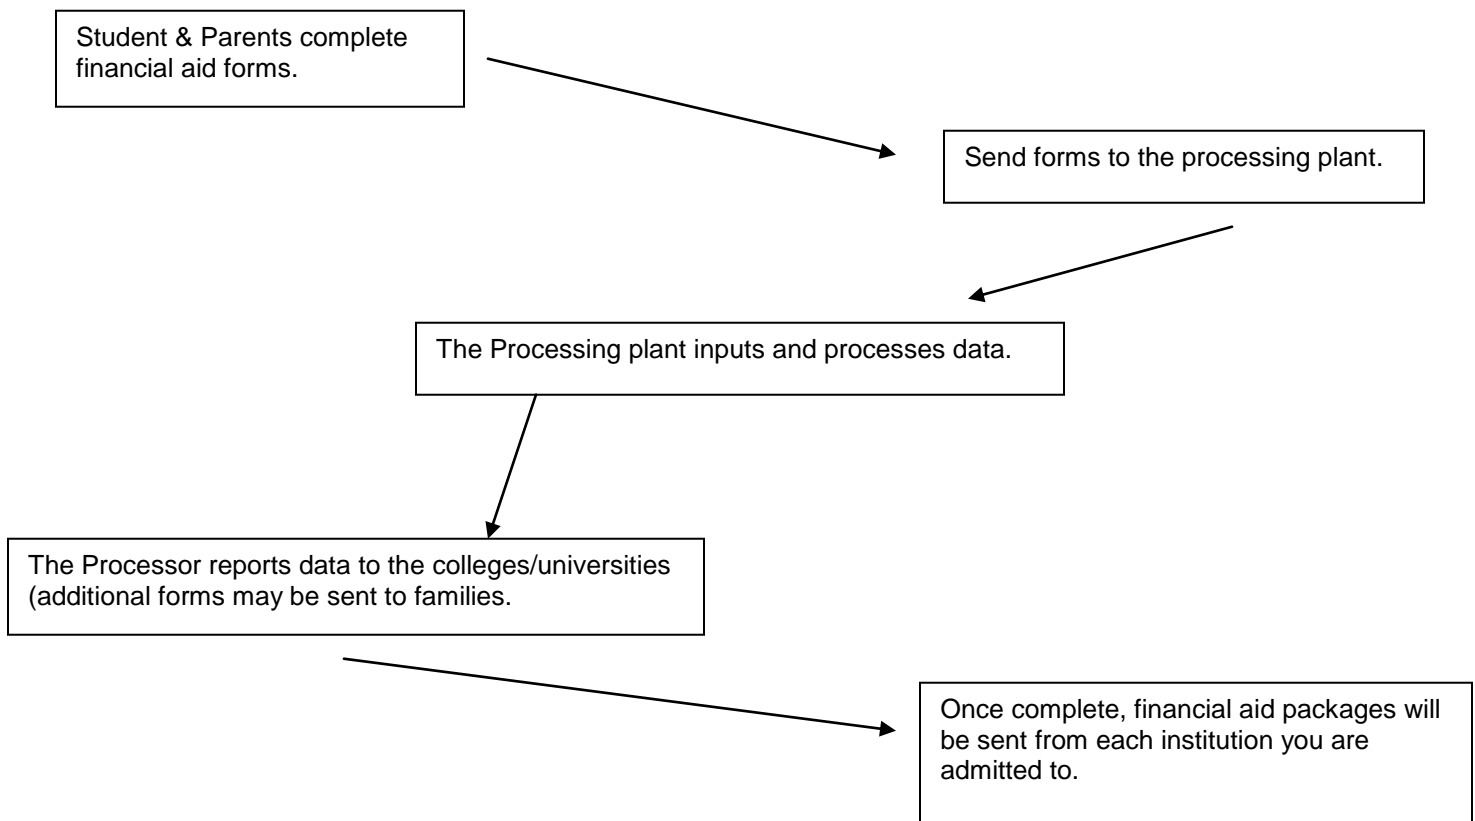 Student & Parents complete
financial aid forms.
Send forms to the processing plant.
The Processing plant inputs and processes data.
The Processor reports data to the colleges/universities
(additional forms may be sent to families.
Once complete, financial aid packages will
be sent from each institution you are
admitted to.